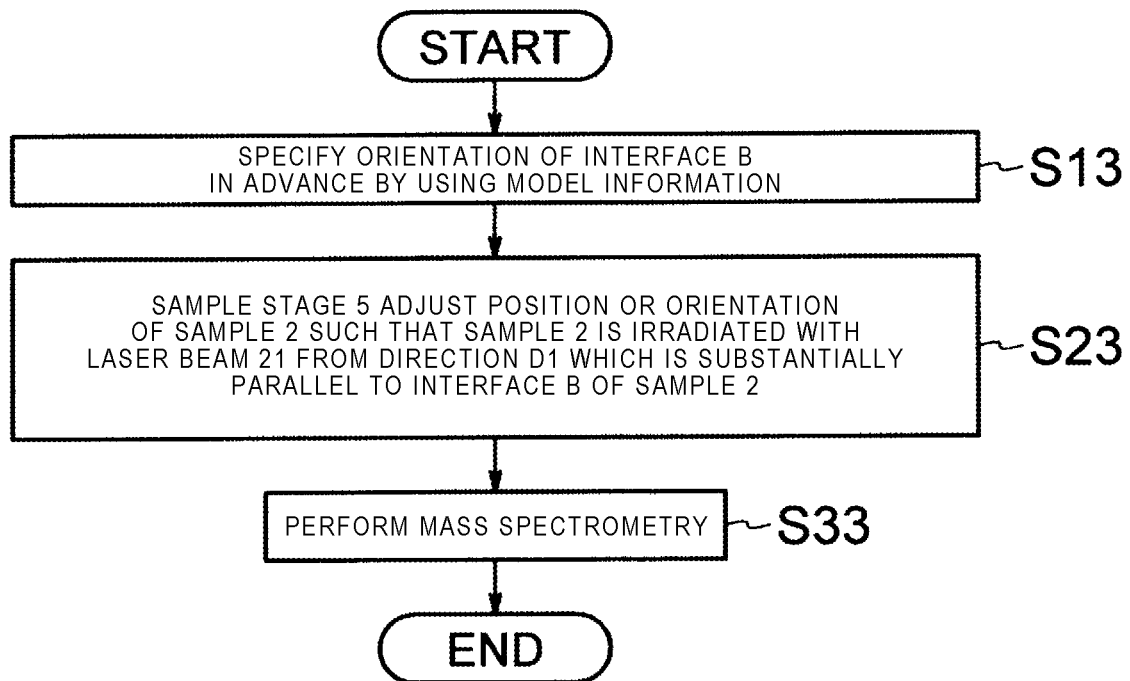 START
SPECIFY ORIENTATION OF INTERFACE B
IN ADVANCE BY USING MODEL INFORMATION
S13
SAMPLE STAGE 5 ADJUST POSITION OR ORIENTATION
OF SAMPLE 2 SUCH THAT SAMPLE 2 IS IRRADIATED WITH
LASER BEAM 21 FROM DIRECTION D1 WHICH IS SUBSTANTIALLY
PARALLEL TO INTERFACE B OF SAMPLE 2
S23
PERFORM MASS SPECTROMETRY
S33
END